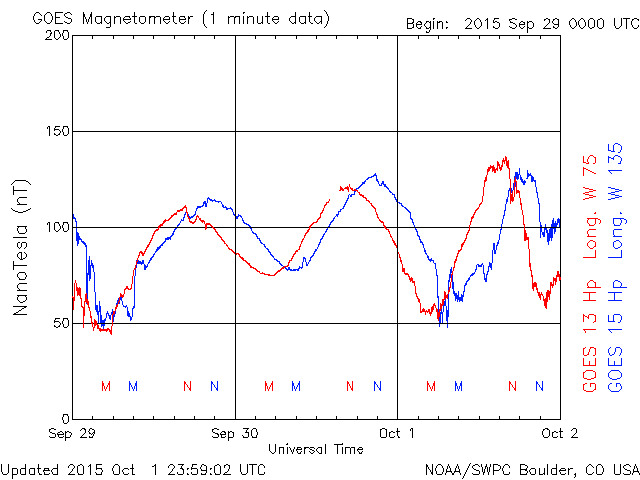 GOES Magnetometer (1 minute data)
Begin: 2015 Sep 29 0000 UTC
200
150
100
50
0
NanoTesla (nT)
M M N N M M N N M M N N
Sep 29 Sep 30 Oct 1 Oct 2
Universal Time
GOES 13 Hp Long. W 75
GOES 15 Hp Long. W 135
Updated 2015 Oct 1 23:59:02 UTC
NOAA/SWPC Boulder, CO USA